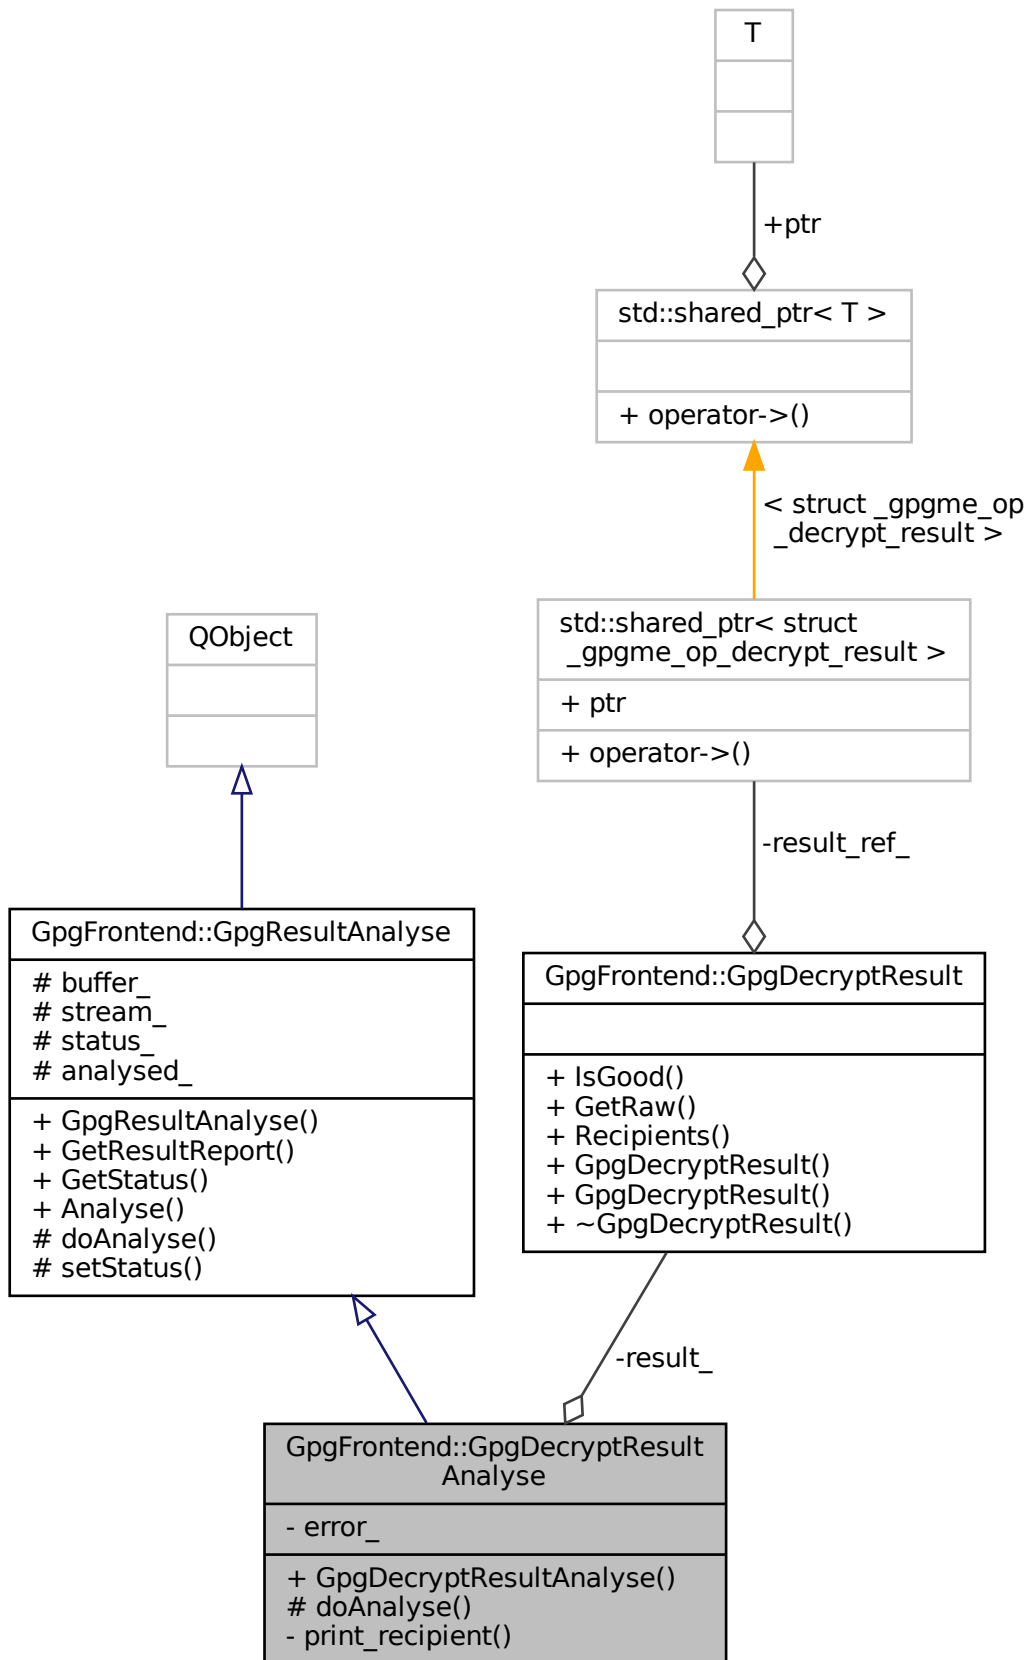 T
+ptr
std::shared_ptr< T >
+ operator->()
< struct _gpgme_op
_decrypt_result >
std::shared_ptr< struct
_gpgme_op_decrypt_result >
+ ptr
+ operator->()
QObject
-result_ref_
GpgFrontend::GpgResultAnalyse
# buffer_
# stream_
# status_
# analysed_
+ GpgResultAnalyse()
+ GetResultReport()
+ GetStatus()
+ Analyse()
# doAnalyse()
# setStatus()
GpgFrontend::GpgDecryptResult
+ IsGood()
+ GetRaw()
+ Recipients()
+ GpgDecryptResult()
+ GpgDecryptResult()
+ ~GpgDecryptResult()
-result_
GpgFrontend::GpgDecryptResult
Analyse
- error_
+ GpgDecryptResultAnalyse()
# doAnalyse()
- print_recipient()